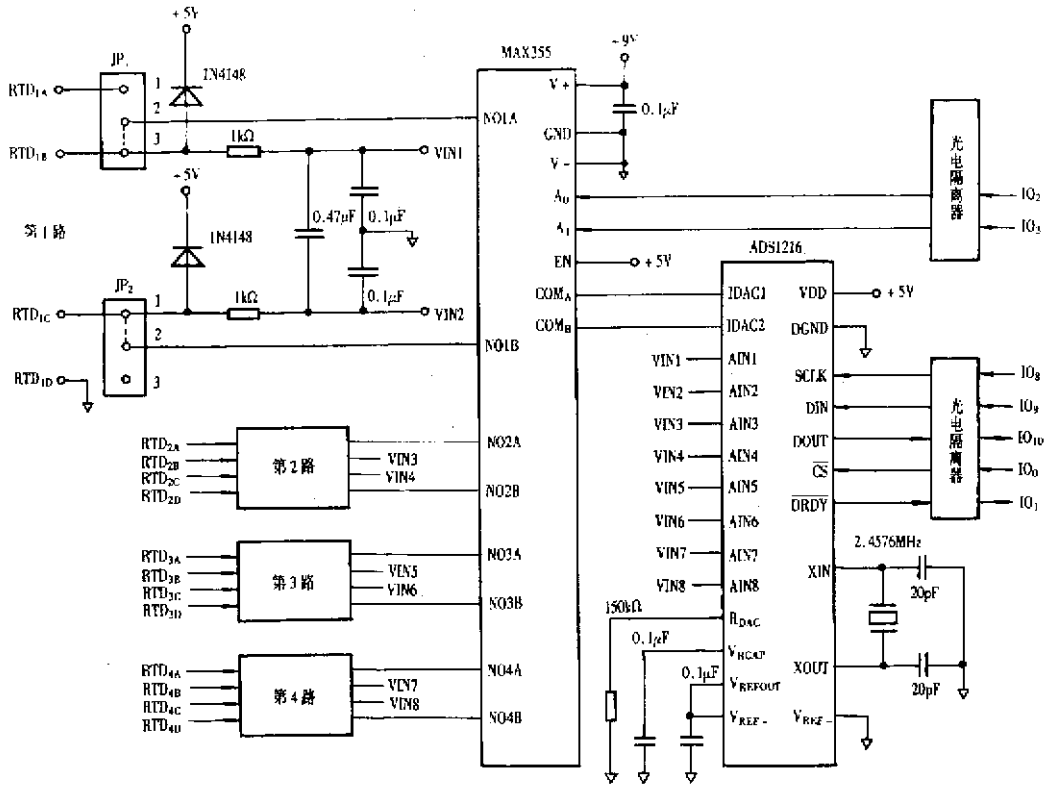 +5V
JP₁
1N4148
RTD1A
1
2
3
RTD1B
1kΩ
VIN1
+5V
第1路
1N4148
0.47μF
0.1μF
0.1μF
JP₂
RTD1C
1
1kΩ
VIN2
2
RTD1D
3
RTD2A
RTD2B
RTD2C
RTD2D
第2路
VIN3
VIN4
RTD3A
RTD3B
RTD3C
RTD3D
第3路
VIN5
VIN6
RTD4A
RTD4B
RTD4C
RTD4D
第4路
VIN7
VIN8
MAX355
NO1A
NO1B
NO2A
NO2B
NO3A
NO3B
NO4A
NO4B
V+
GND
V-
A0
A1
EN
COMA
COMB
+9V
0.1μF
+5V
光电隔离器
IO2
IO3
ADS1216
IDAC1
IDAC2
VIN1
AIN1
VIN2
AIN2
VIN3
AIN3
VIN4
AIN4
VIN5
AIN5
VIN6
AIN6
VIN7
AIN7
VIN8
AIN8
150kΩ
RDAC
0.1μF
VRCAP
0.1μF
VREFOUT
VREF-
VDD
+5V
DGND
SCLK
DIN
DOUT
CS
DRDY
光电隔离器
IO8
IO9
IO10
IO0
IO1
2.4576MHz
XIN
20pF
XOUT
20pF
VREF-